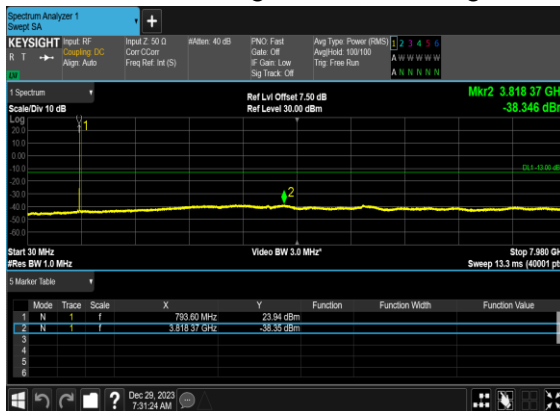 Spectrum Analyzer 1
Swept SA
KEYSIGHT Input: RF Input Z: 50 Ω #Atten: 40 dB PNO: Fast Avg Type: Power (RMS) 1 2 3 4 5 6
R T Coupling: DC Corr CCorr Gate: Off Avg|Hold: 100/100 A W W W W W
Align: Auto Freq Ref: Int (S) IF Gain: Low Trig: Free Run
LXI Sig Track: Off A N N N N N
1 Spectrum Ref Lvl Offset 7.50 dB Mkr2 3.818 37 GH
Scale/Div 10 dB Ref Level 30.00 dBm -38.346 dB
Log
20.0
1
10.0
0.00
-10.0
DL1 -13.00 dB
-20.0
-30.0
2
-40.0
-50.0
-60.0
Start 30 MHz Video BW 3.0 MHz* Stop 7.980 GH
#Res BW 1.0 MHz Sweep 13.3 ms (40001 pt
5 Marker Table
Mode Trace Scale X Y Function Function Width Function Value
1 N 1 f 793.60 MHz 23.94 dBm
2 N 1 f 3.818 37 GHz -38.35 dBm
3
4
5
6
? Dec 29, 2023
7:31:24 AM